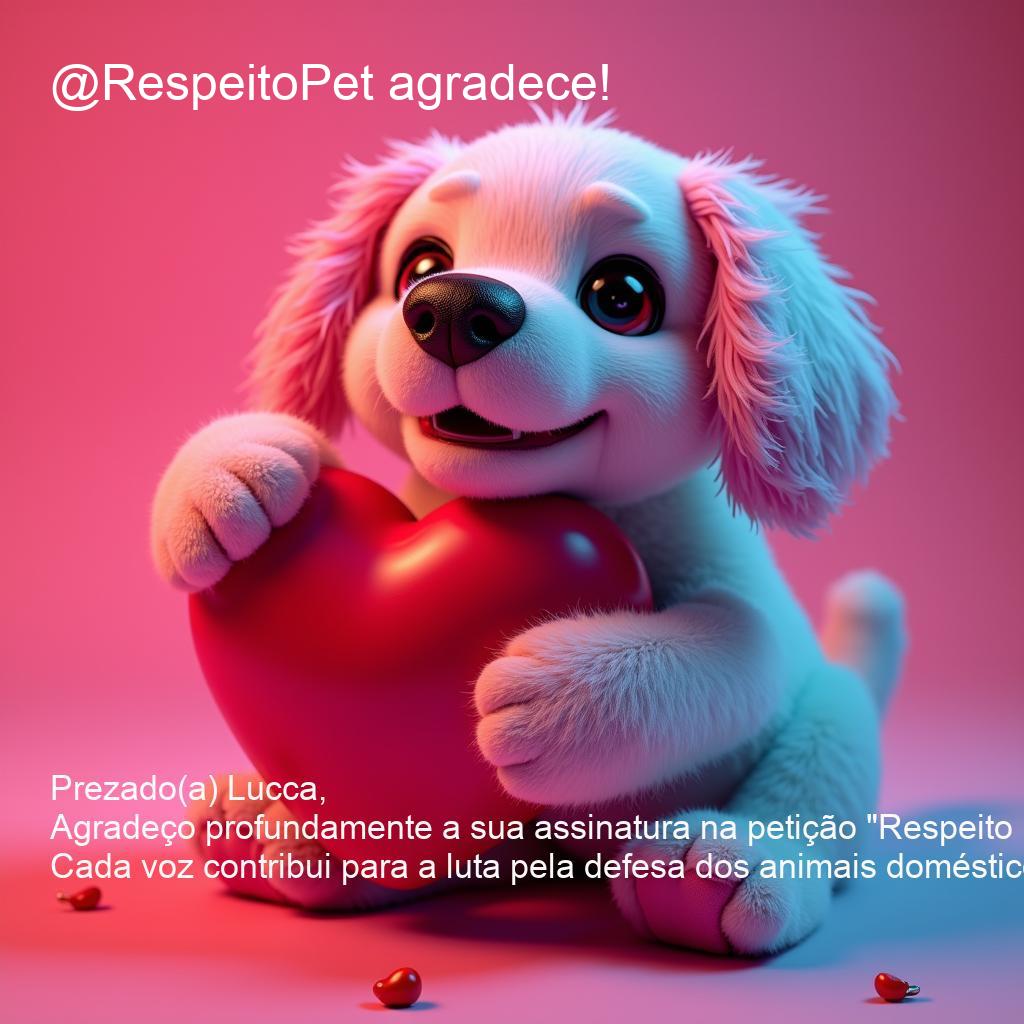 @RespeitoPet agradece!
Prezado(a) Lucca,
Agradeço profundamente a sua assinatura na petição "Respeito
Cada voz contribui para a luta pela defesa dos animais doméstic